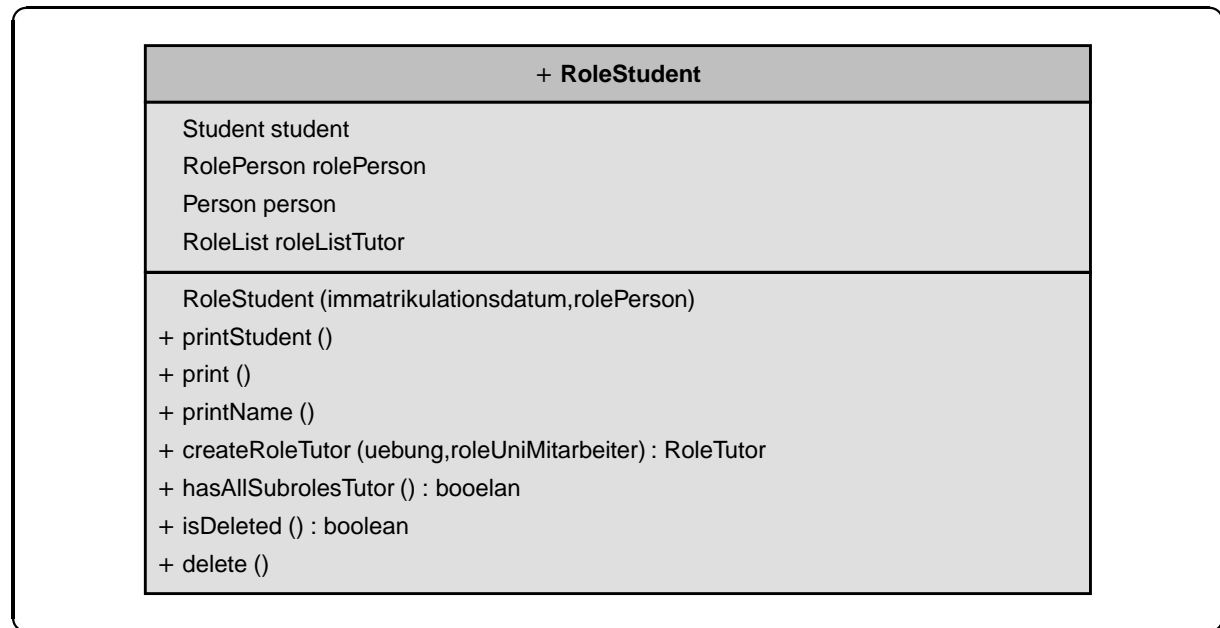 + RoleStudent
Student student
RolePerson rolePerson
Person person
RoleList roleListTutor
RoleStudent (immatrikulationsdatum,rolePerson)
+ printStudent ()
+ print ()
+ printName ()
+ createRoleTutor (uebung,roleUniMitarbeiter) : RoleTutor
+ hasAllSubrolesTutor () : booelan
+ isDeleted () : boolean
+ delete ()